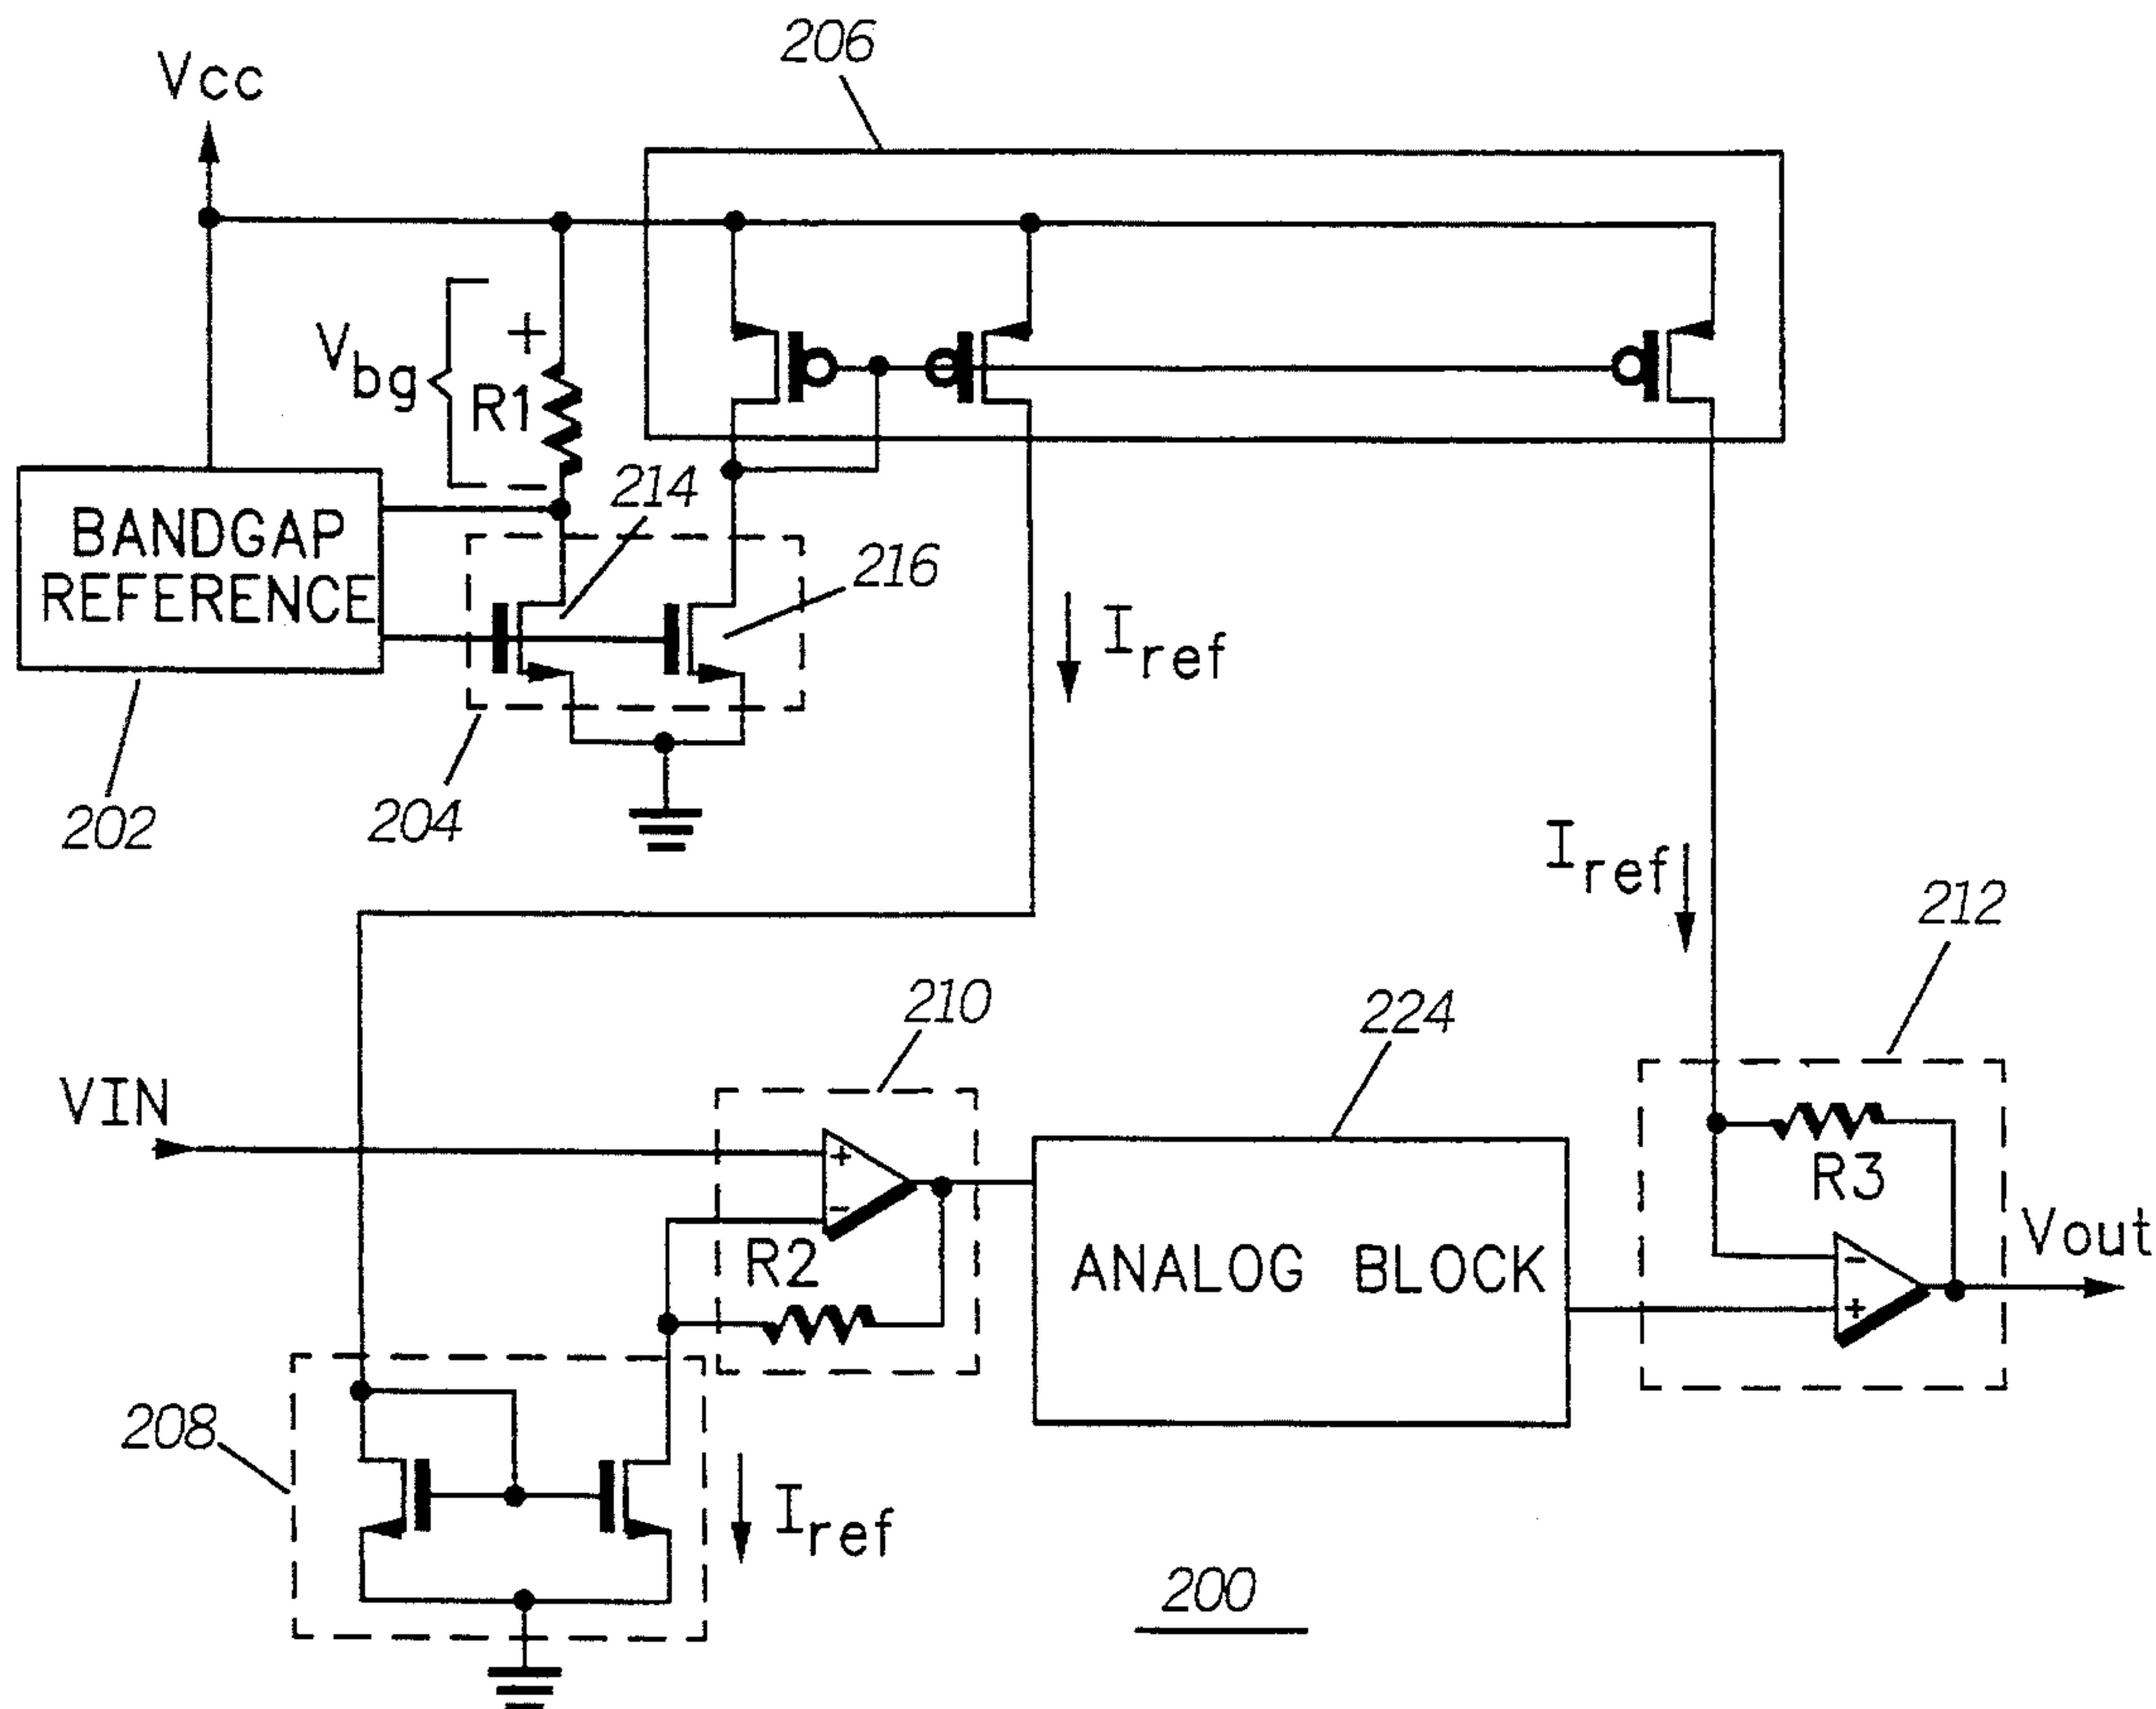 206
Vcc
Vbg
+
R1
−
214
216
BANDGAP
REFERENCE
Iref
202
204
Iref
212
210
224
VIN
+
−
R2
R3
Vout
ANALOG BLOCK
−
+
208
Iref
200